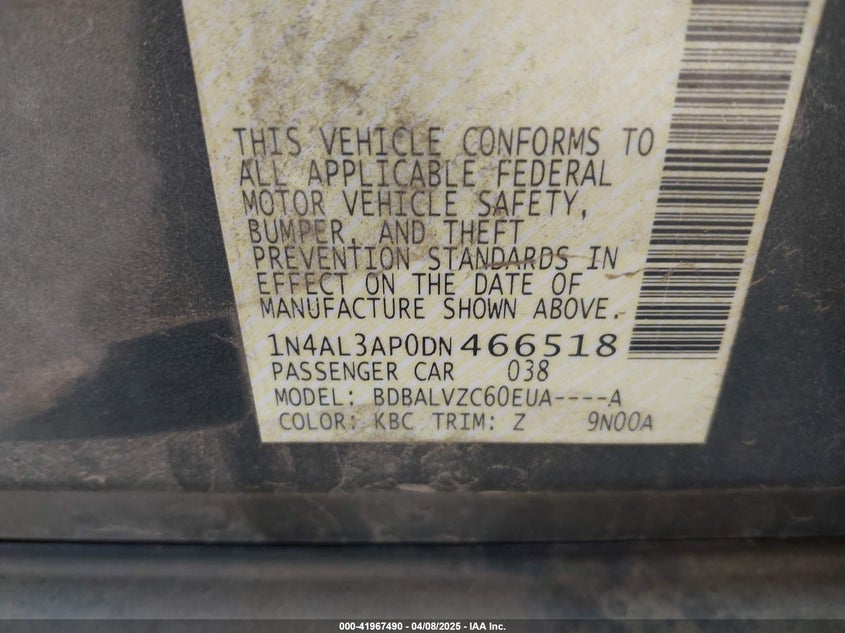 THIS VEHICLE CONFORMS TO
ALL APPLICABLE FEDERAL
MOTOR VEHICLE SAFETY,
BUMPER, AND THEFT
PREVENTION STANDARDS IN
EFFECT ON THE DATE OF
MANUFACTURE SHOWN ABOVE.
1N4AL3AP0DN466518
PASSENGER CAR 038
MODEL: BDBALVZC60EUA----A
COLOR: KBC TRIM: Z 9N00A
000-41967490 - 04/08/2025 - IAA Inc.